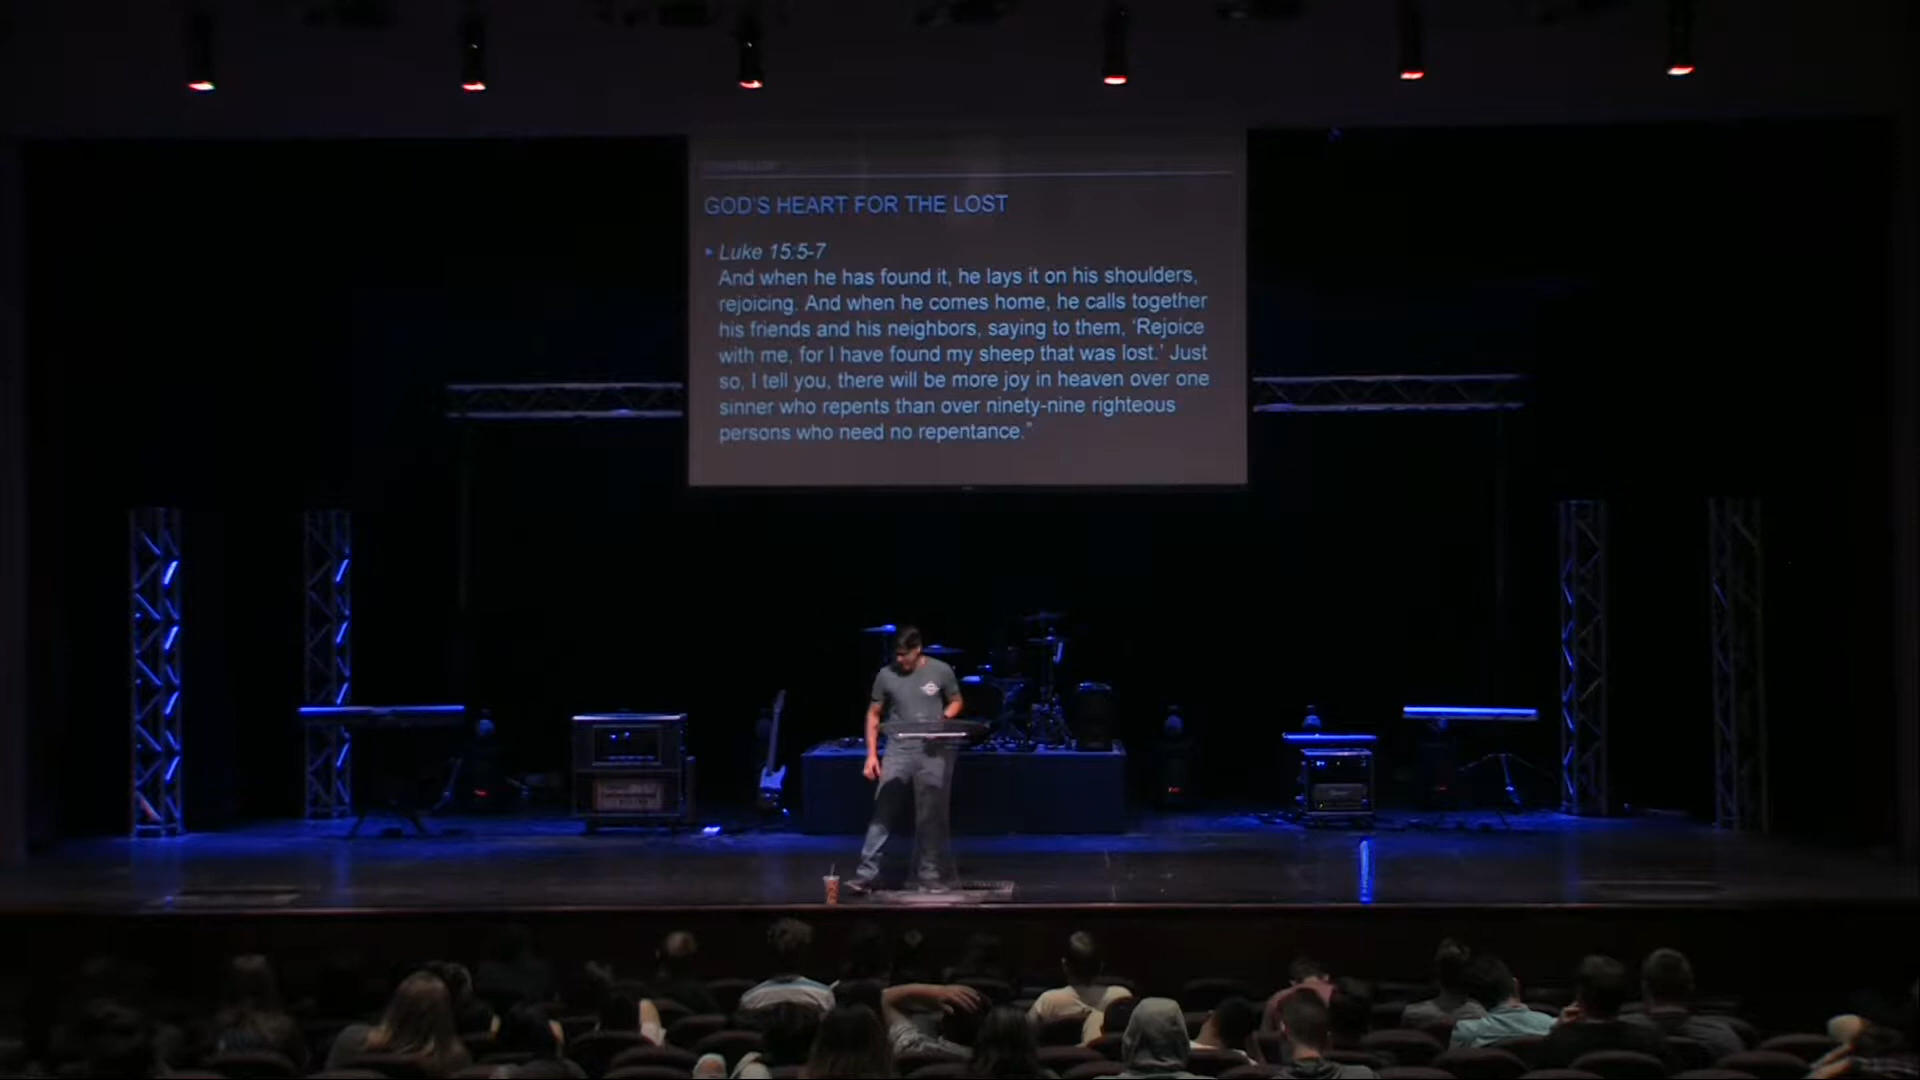 GOD'S HEART FOR THE LOST
Luke 15:5-7
And when he has found it, he lays it on his shoulders,
rejoicing. And when he comes home, he calls together
his friends and his neighbors, saying to them, 'Rejoice
with me, for I have found my sheep that was lost.' Just
so, I tell you, there will be more joy in heaven over one
sinner who repents than over ninety-nine righteous
persons who need no repentance."